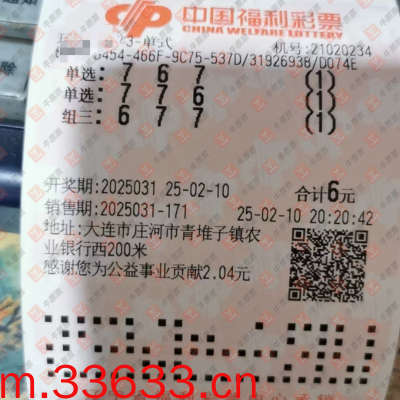 中国福利彩票
CHINA WELFARE LOTTERY
3-单式 机号:21020234
6454-466F-9C75-537D/31926938/D074E
单选: 7 6 7 (1)
单选: 7 7 6 (1)
组三: 6 7 7 (1)
开奖期:2025031 25-02-10 合计6元
销售期:2025031-171 25-02-10 20:20:42
地址:大连市庄河市青堆子镇农
业银行西200米
感谢您为公益事业贡献2.04元
m.33633.cn